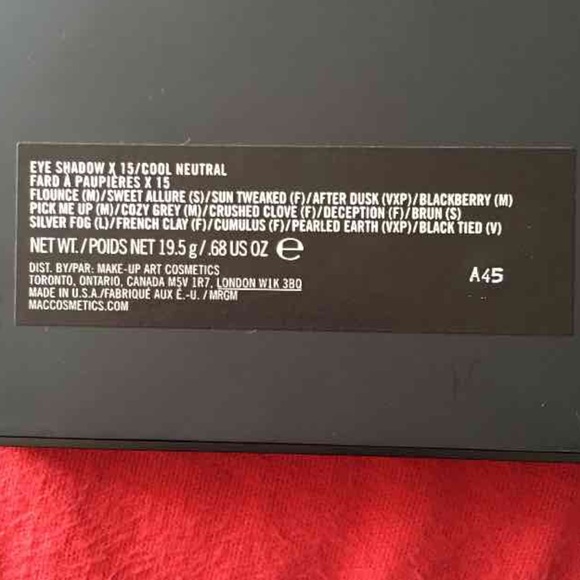 EYE SHADOW X 15/COOL NEUTRAL
FARD À PAUPIÈRES X 15
FLOUNCE (M)/SWEET ALLURE (S)/SUN TWEAKED (F)/AFTER DUSK (VXP)/BLACKBERRY (M)
PICK ME UP (M)/COZY GREY (M)/CRUSHED CLOVE (F)/DECEPTION (F)/BRUN (S)
SILVER FOG (L)/FRENCH CLAY (F)/CUMULUS (F)/PEARLED EARTH (VXP)/BLACK TIED (V)
NET WT./POIDS NET 19.5 g/.68 US OZ ℮
DIST. BY/PAR: MAKE-UP ART COSMETICS
TORONTO, ONTARIO, CANADA M5V 1R7, LONDON W1K 3BQ
MADE IN U.S.A./FABRIQUÉ AUX É.-U. / MRGM
MACCOSMETICS.COM
A45